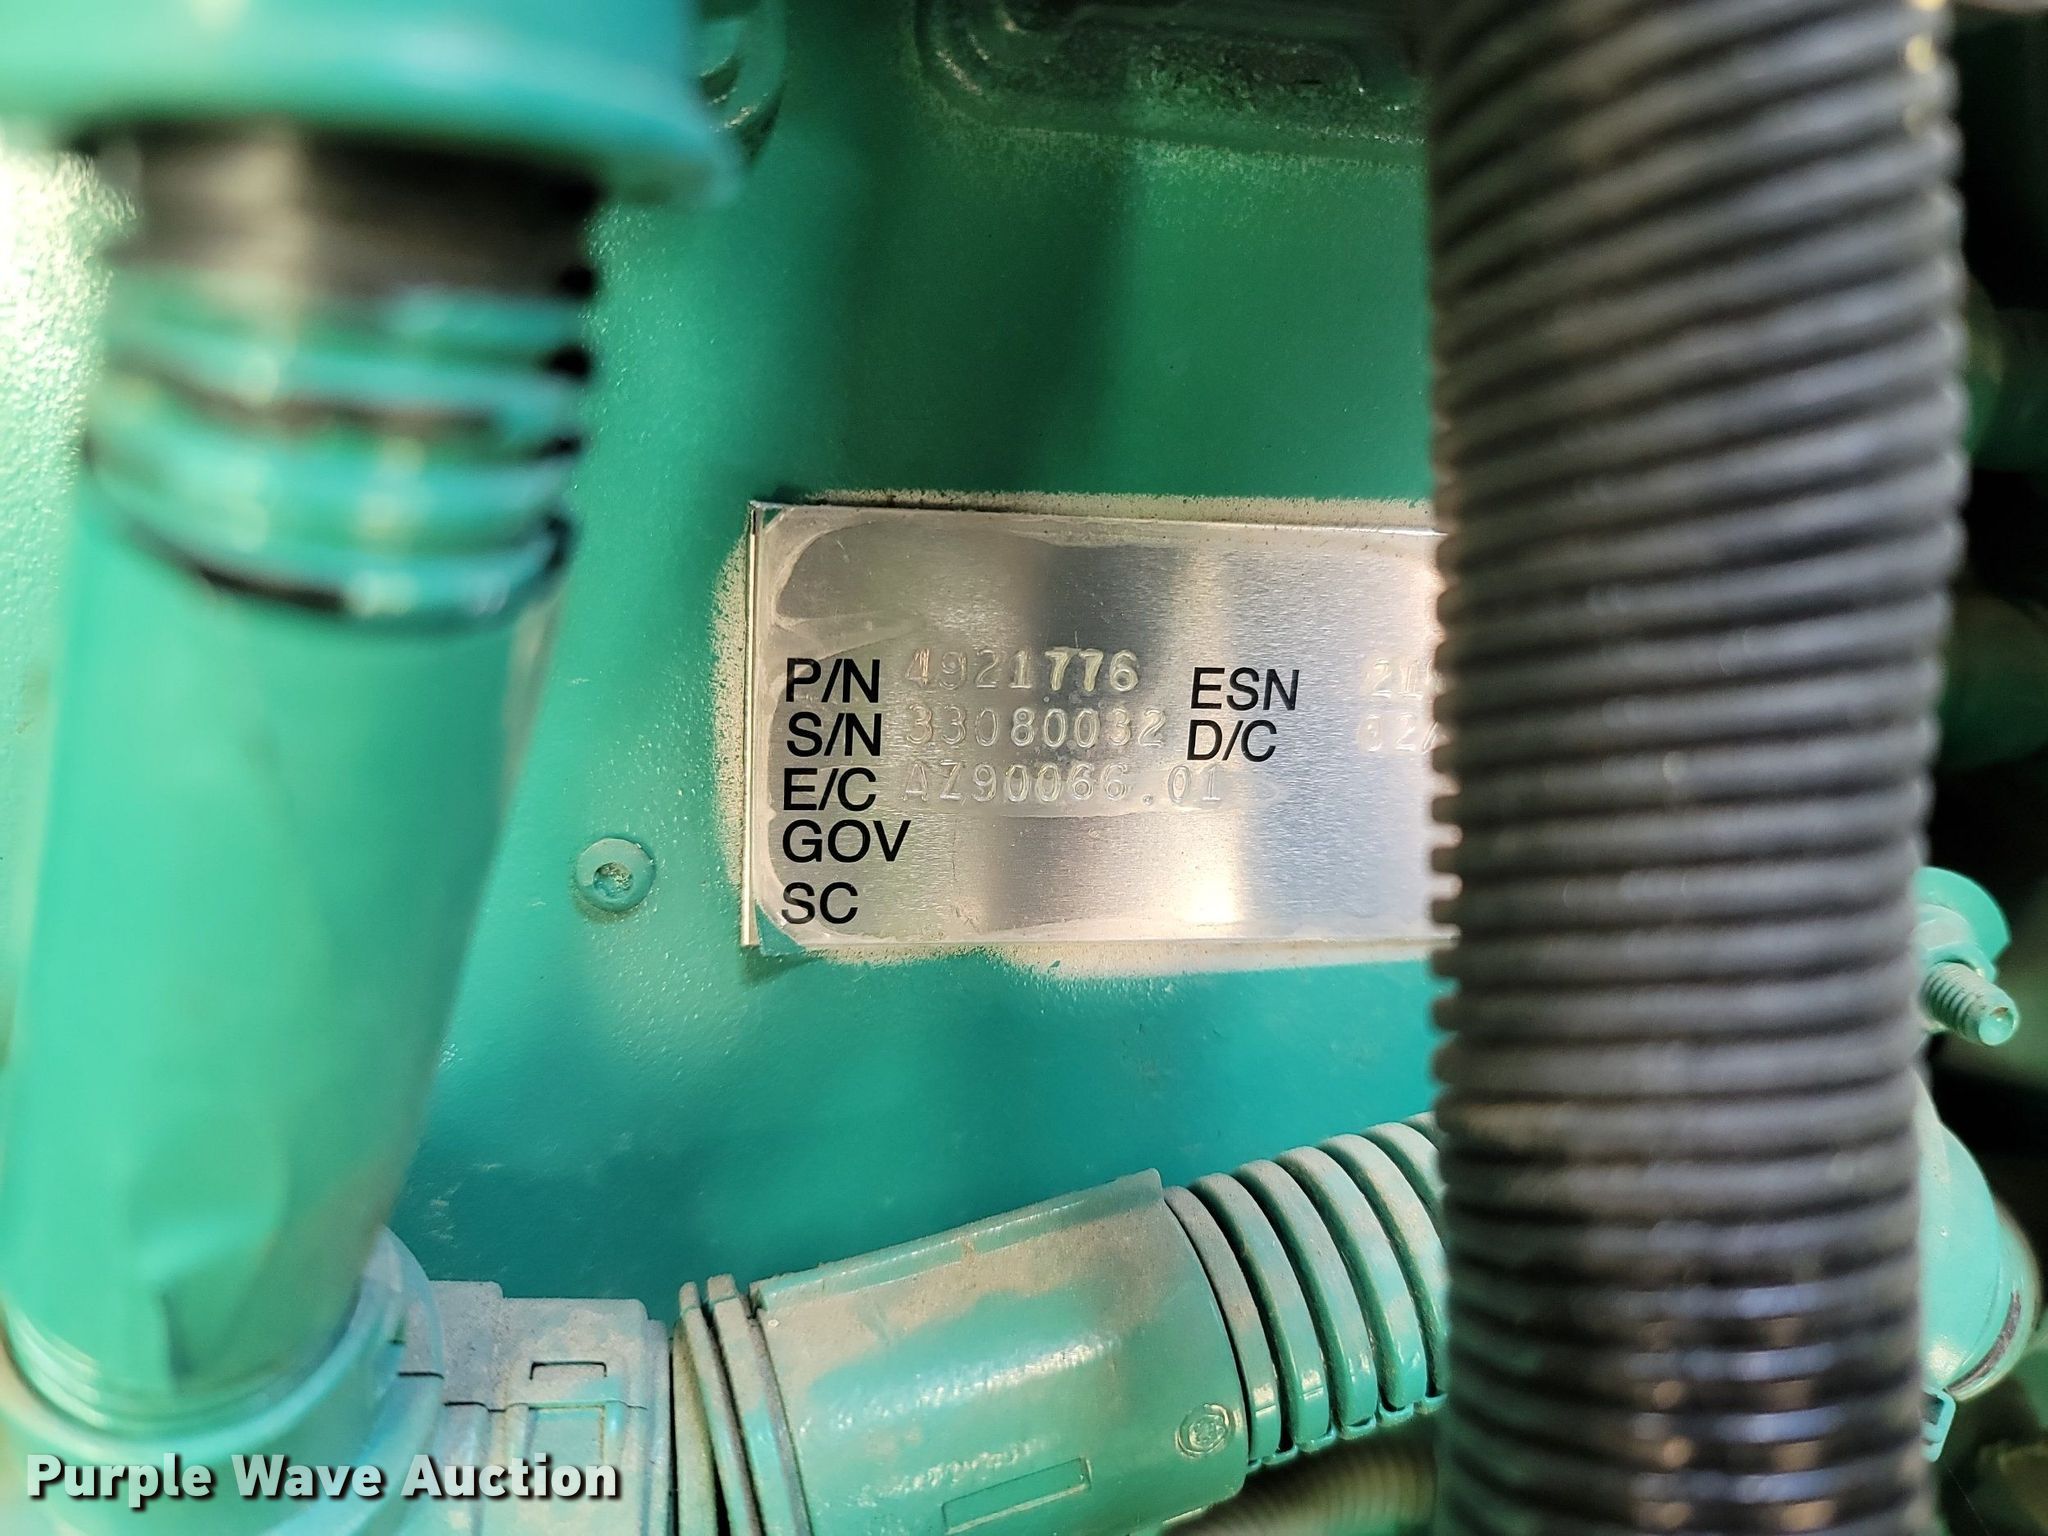 P/N 4921776 ESN
S/N 33080032 D/C
E/C AZ90066.01
GOV
SC
Purple Wave Auction